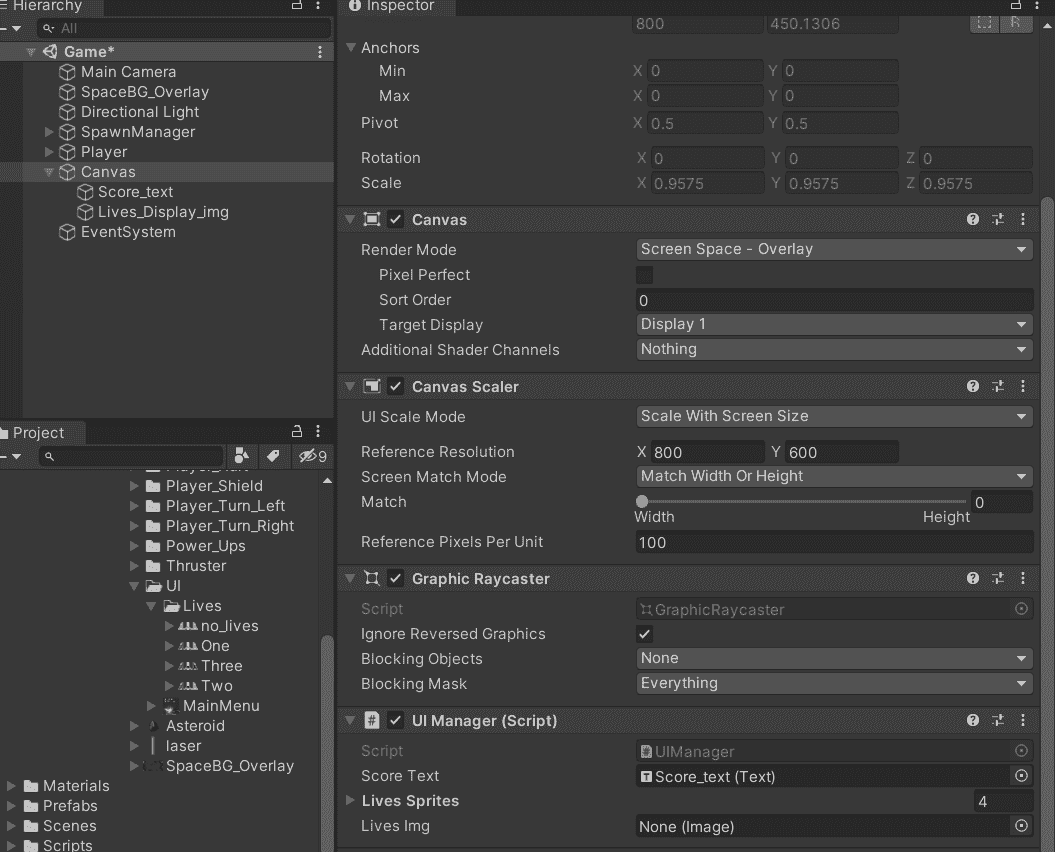 Hierarchy
All
Game*
Main Camera
SpaceBG_Overlay
Directional Light
SpawnManager
Player
Canvas
Score_text
Lives_Display_img
EventSystem
Project
9
Player_Shield
Player_Turn_Left
Player_Turn_Right
Power_Ups
Thruster
UI
Lives
no_lives
One
Three
Two
MainMenu
Asteroid
laser
SpaceBG_Overlay
Materials
Prefabs
Scenes
Scripts
Inspector
800 450.1306 R
Anchors
Min X 0 Y 0
Max X 0 Y 0
Pivot X 0.5 Y 0.5
Rotation X 0 Y 0 Z 0
Scale X 0.9575 Y 0.9575 Z 0.9575
Canvas
Render Mode Screen Space - Overlay
Pixel Perfect
Sort Order 0
Target Display Display 1
Additional Shader Channels Nothing
Canvas Scaler
UI Scale Mode Scale With Screen Size
Reference Resolution X 800 Y 600
Screen Match Mode Match Width Or Height
Match 0
Width Height
Reference Pixels Per Unit 100
Graphic Raycaster
Script GraphicRaycaster
Ignore Reversed Graphics
Blocking Objects None
Blocking Mask Everything
# UI Manager (Script)
Script UIManager
Score Text Score_text (Text)
Lives Sprites 4
Lives Img None (Image)